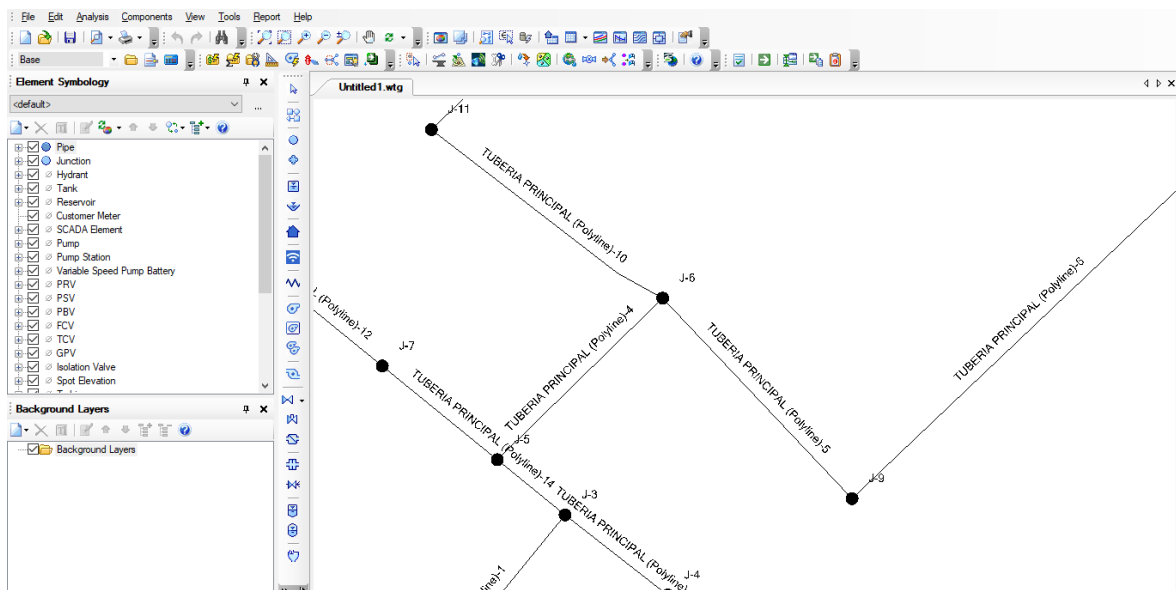 File Edit Analysis Components View Tools Report Help
Base
Element Symbology
<default>
...
Pipe
Junction
Hydrant
Tank
Reservoir
Customer Meter
SCADA Element
Pump
Pump Station
Variable Speed Pump Battery
PRV
PSV
PBV
FCV
TCV
GPV
Isolation Valve
Spot Elevation
Background Layers
Background Layers
Untitled1.wtg
J-11
TUBERIA PRINCIPAL (Polyline)-10
J-6
TUBERIA PRINCIPAL (Polyline)-6
(Polyline)-12
J-7
TUBERIA PRINCIPAL (Polyline)-4
TUBERIA PRINCIPAL (Polyline)-5
TUBERIA PRINCIPAL (Polyline)-14
J-5
J-9
J-3
TUBERIA PRINCIPAL (Polyline)
J-4